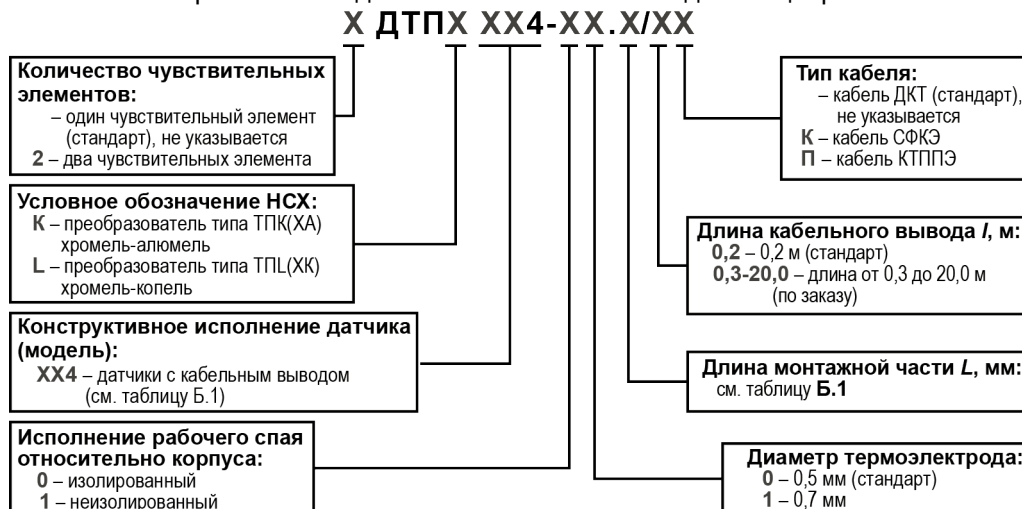 Х ДТПХ ХХ4-ХХ.Х/ХХ
Количество чувствительных
элементов:
– один чувствительный элемент
(стандарт), не указывается
2 – два чувствительных элемента
Условное обозначение НСХ:
К – преобразователь типа ТПК(ХА)
хромель-алюмель
L – преобразователь типа ТПL(ХК)
хромель-копель
Конструктивное исполнение датчика
(модель):
ХХ4 – датчики с кабельным выводом
(см. таблицу Б.1)
Исполнение рабочего спая
относительно корпуса:
0 – изолированный
1 – неизолированный
Тип кабеля:
– кабель ДКТ (стандарт),
не указывается
К – кабель СФКЭ
П – кабель КТППЭ
Длина кабельного вывода l, м:
0,2 – 0,2 м (стандарт)
0,3-20,0 – длина от 0,3 до 20,0 м
(по заказу)
Длина монтажной части L, мм:
см. таблицу Б.1
Диаметр термоэлектрода:
0 – 0,5 мм (стандарт)
1 – 0,7 мм